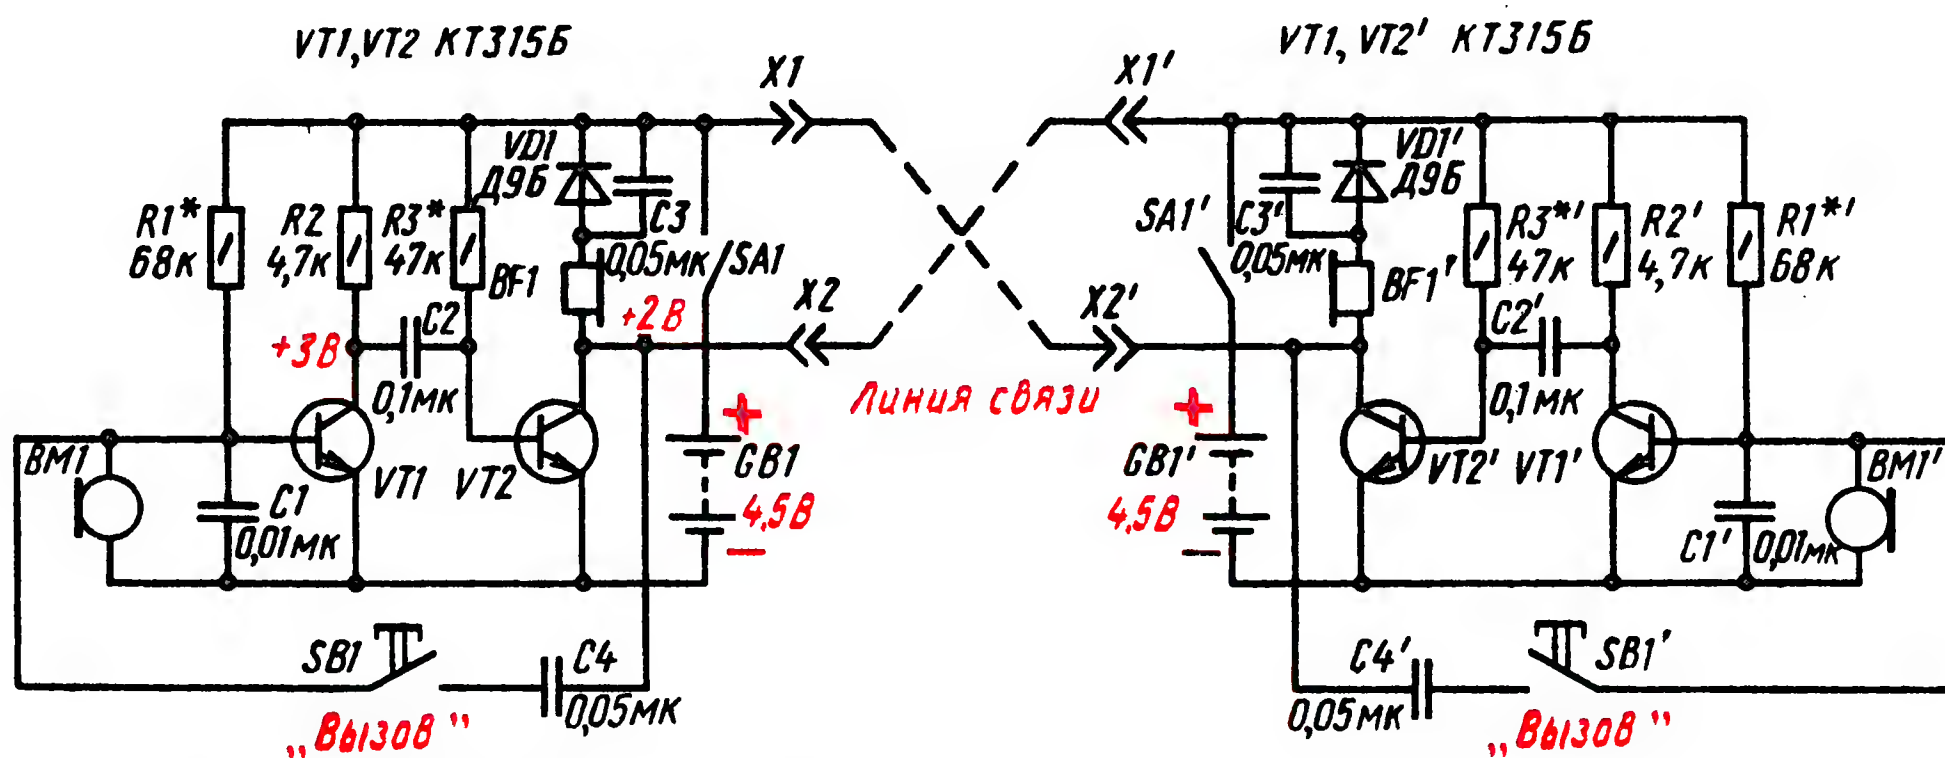 VT1,VT2 КТ315Б
VT1, VT2' КТ315Б
X1
X1'
VD1
Д9Б
VD1'
Д9Б
R1*
68к
R2
4,7к
R3*
47к
C3
0,05мк
BF1
SA1
SA1'
C3'
0,05мк
BF1'
R3*'
47к
R2'
4,7к
R1*'
68к
C2
0,1мк
+3В
+2В
X2
X2'
C2'
0,1мк
Линия связи
BM1
C1
0,01мк
VT1
VT2
+
GB1
4,5В
−
+
GB1'
4,5В
−
VT2'
VT1'
BM1'
C1'
0,01мк
SB1
C4
0,05мк
„Вызов"
C4'
0,05мк
SB1'
„Вызов"